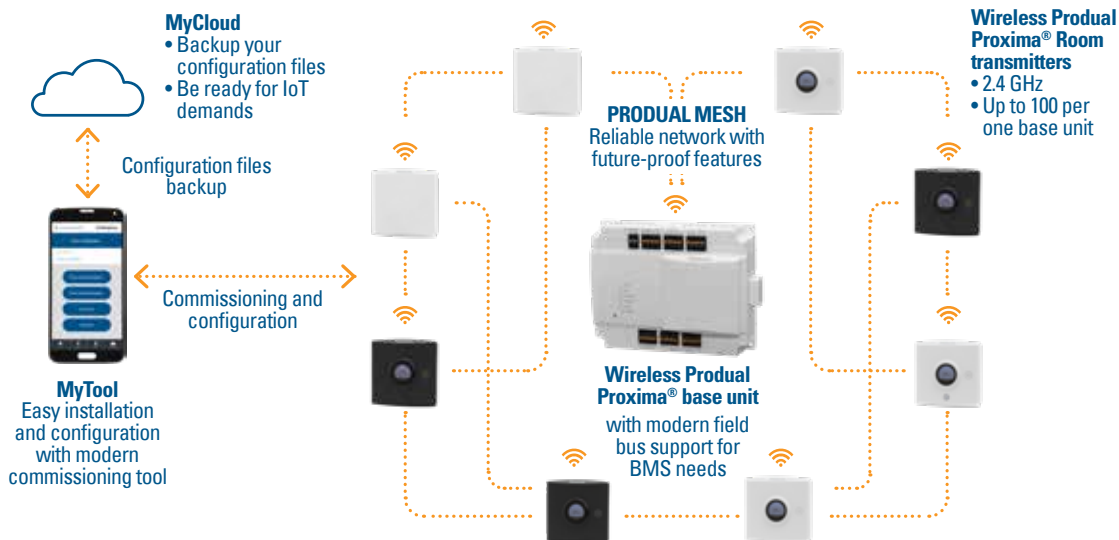 MyCloud
• Backup your
configuration files
• Be ready for IoT
demands
Configuration files
backup
Commissioning and
configuration
MyTool
Easy installation
and configuration
with modern
commissioning tool
PRODUAL MESH
Reliable network with
future-proof features
Wireless Produal
Proxima® base unit
with modern field
bus support for
BMS needs
Wireless Produal
Proxima® Room
transmitters
• 2.4 GHz
• Up to 100 per
one base unit